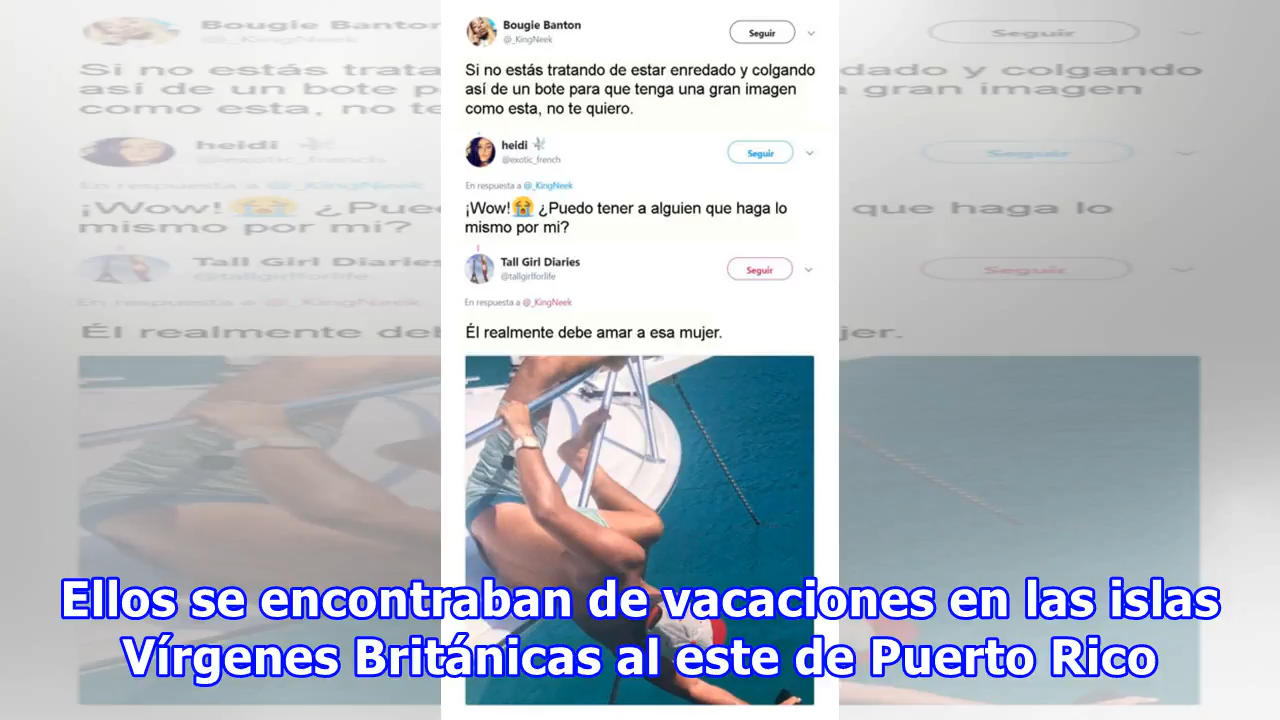 Bougie Banton
@_KingNeek
Seguir
Si no estás tratando de estar enredado y colgando
así de un bote para que tenga una gran imagen
como esta, no te quiero.
heidi
@exotic_french
Seguir
En respuesta a @_KingNeek
¡Wow!😭 ¿Puedo tener a alguien que haga lo
mismo por mi?
Tall Girl Diaries
@tallgirlforlife
Seguir
En respuesta a @_KingNeek
Él realmente debe amar a esa mujer.
Ellos se encontraban de vacaciones en las islas
Vírgenes Británicas al este de Puerto Rico